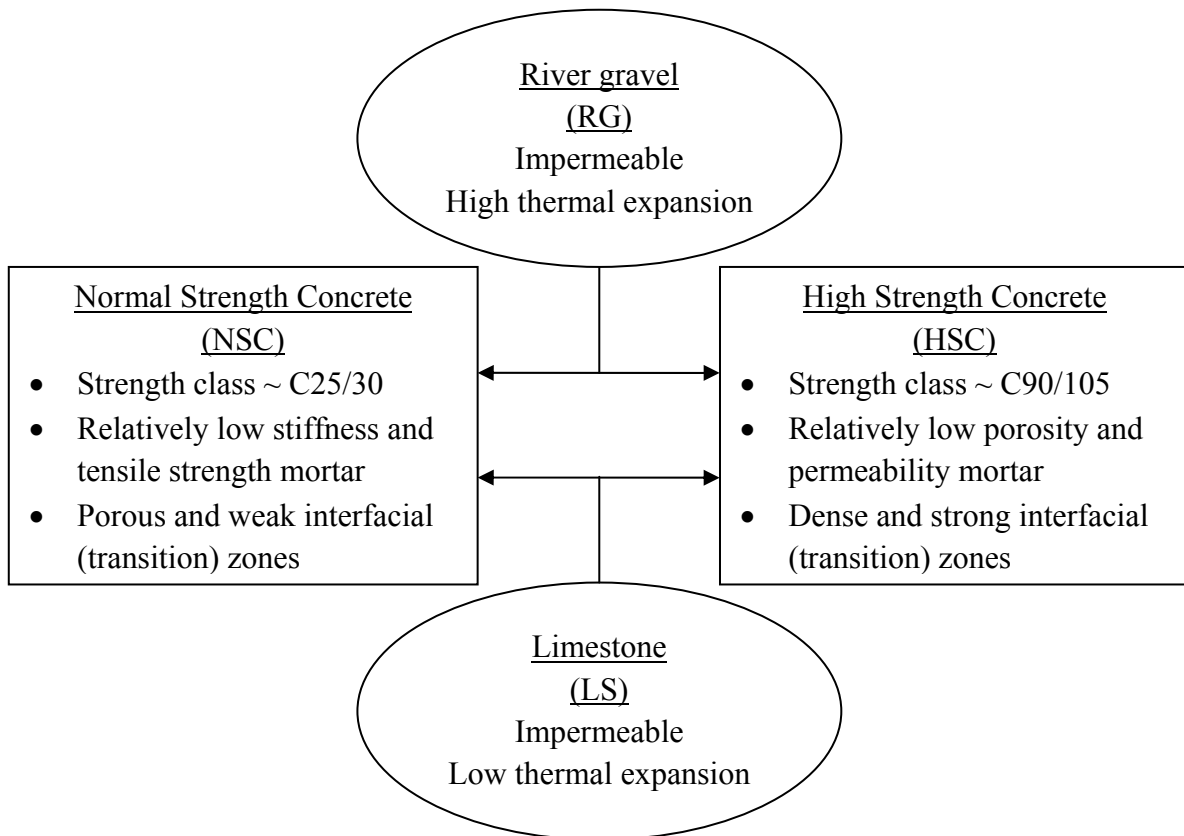 River gravel
(RG)
Impermeable
High thermal expansion
Normal Strength Concrete
(NSC)
• Strength class ~ C25/30
• Relatively low stiffness and
tensile strength mortar
• Porous and weak interfacial
(transition) zones
High Strength Concrete
(HSC)
• Strength class ~ C90/105
• Relatively low porosity and
permeability mortar
• Dense and strong interfacial
(transition) zones
Limestone
(LS)
Impermeable
Low thermal expansion